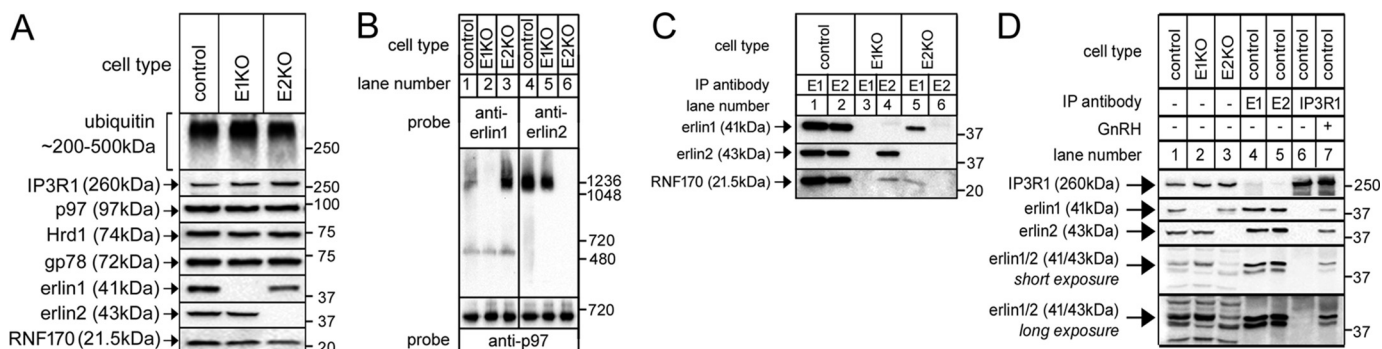 A
cell type
control
E1KO
E2KO
ubiquitin
~200-500kDa
250
IP3R1 (260kDa)
250
p97 (97kDa)
100
Hrd1 (74kDa)
75
gp78 (72kDa)
75
erlin1 (41kDa)
37
erlin2 (43kDa)
37
RNF170 (21.5kDa)
20
B
cell type
control
E1KO
E2KO
control
E1KO
E2KO
lane number
1 2 3 4 5 6
probe
anti-
erlin1
anti-
erlin2
1236
1048
720
480
720
probe
anti-p97
C
cell type
control
E1KO
E2KO
IP antibody
E1 E2 E1 E2 E1 E2
lane number
1 2 3 4 5 6
erlin1 (41kDa)
37
erlin2 (43kDa)
37
RNF170 (21.5kDa)
20
D
cell type
control
E1KO
E2KO
control
control
control
control
IP antibody
- - - E1 E2 IP3R1
GnRH
- - - - - - +
lane number
1 2 3 4 5 6 7
IP3R1 (260kDa)
250
erlin1 (41kDa)
37
erlin2 (43kDa)
37
erlin1/2 (41/43kDa)
short exposure
37
erlin1/2 (41/43kDa)
long exposure
37